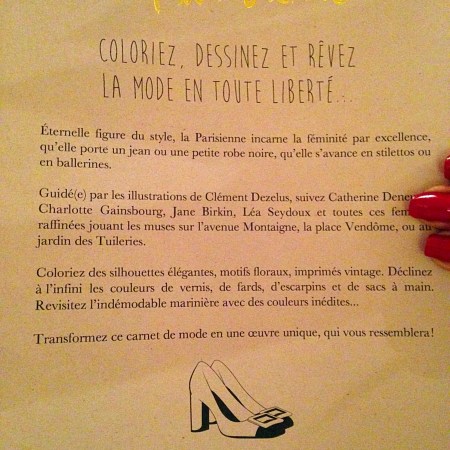 COLORIEZ, DESSINEZ ET RÊVEZ
LA MODE EN TOUTE LIBERTÉ...
Éternelle figure du style, la Parisienne incarne la féminité par excellence,
qu'elle porte un jean ou une petite robe noire, qu'elle s'avance en stilettos ou
en ballerines.
Guidé(e) par les illustrations de Clément Dezelus, suivez Catherine
Charlotte Gainsbourg, Jane Birkin, Léa Seydoux et toutes ces
raffinées jouant les muses sur l'avenue Montaigne, la place Vendôme, ou au
jardin des Tuileries.
Coloriez des silhouettes élégantes, motifs floraux, imprimés vintage. Déclinez
à l'infini les couleurs de vernis, de fards, d'escarpins et de sacs à main.
Revisitez l'indémodable marinière avec des couleurs inédites...
Transformez ce carnet de mode en une œuvre unique, qui vous ressemblera!